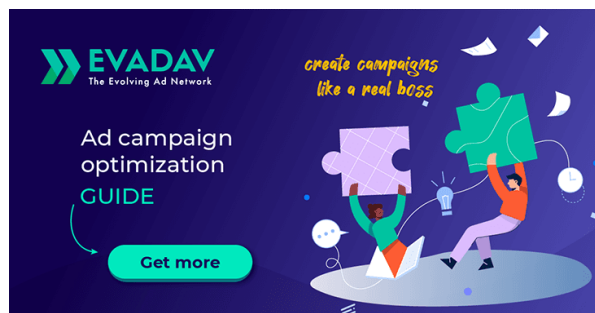 EVADAV
The Evolving Ad Network
create campaigns
like a real boss
Ad campaign
optimization
GUIDE
Get more